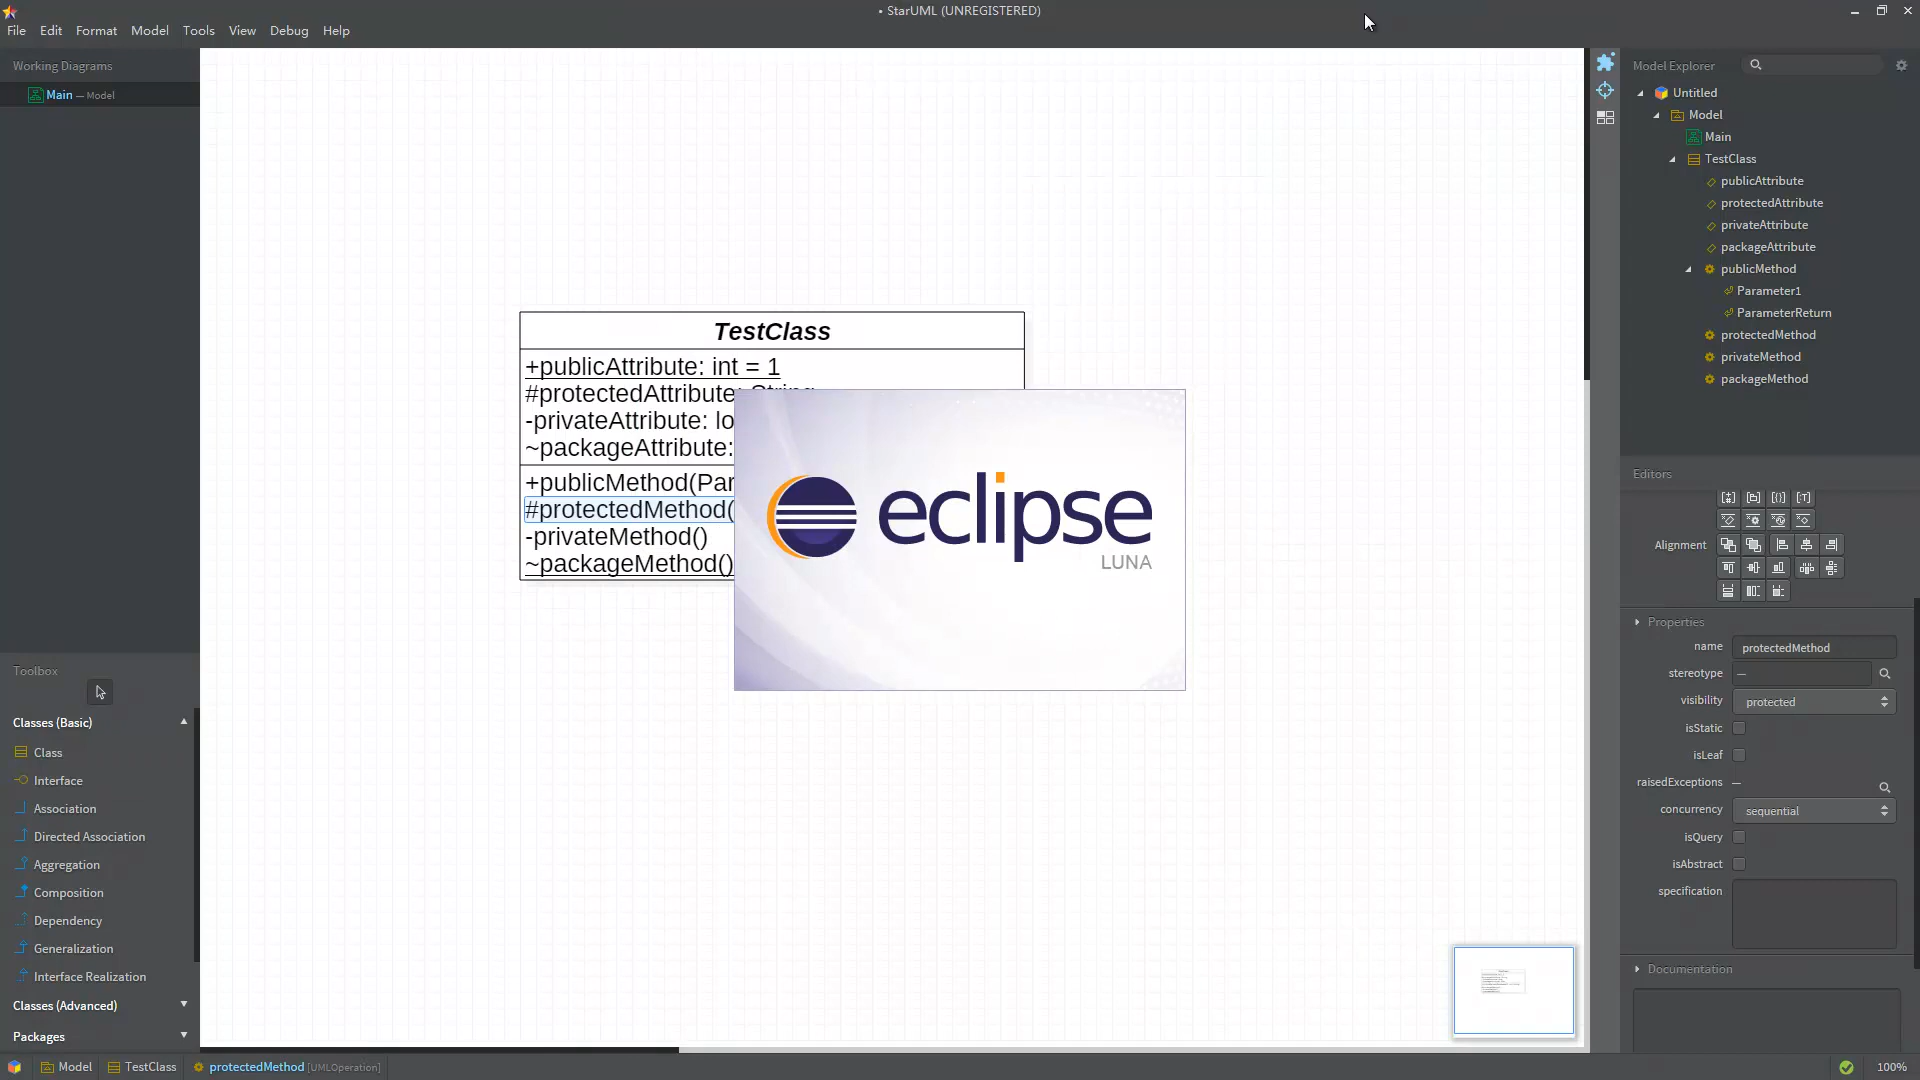 • StarUML (UNREGISTERED)
File Edit Format Model Tools View Debug Help
Working Diagrams
Main — Model
TestClass
+publicAttribute: int = 1
#protectedAttribute: String
-privateAttribute: lo
~packageAttribute:
+publicMethod(Par
#protectedMethod(
-privateMethod()
~packageMethod()
eclipse
LUNA
Toolbox
Classes (Basic)
Class
Interface
Association
Directed Association
Aggregation
Composition
Dependency
Generalization
Interface Realization
Classes (Advanced)
Packages
Model Explorer
Untitled
Model
Main
TestClass
publicAttribute
protectedAttribute
privateAttribute
packageAttribute
publicMethod
Parameter1
ParameterReturn
protectedMethod
privateMethod
packageMethod
Editors
Alignment
Properties
name protectedMethod
stereotype —
visibility protected
isStatic
isLeaf
raisedExceptions —
concurrency sequential
isQuery
isAbstract
specification
Documentation
Model TestClass protectedMethod [UMLOperation]
100%